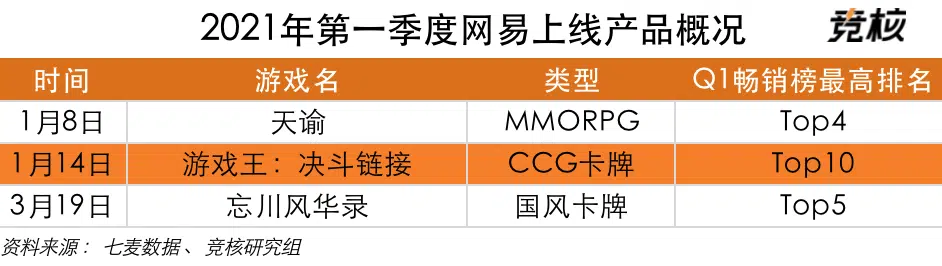 2021年第一季度网易上线产品概况 竞核
时间 游戏名 类型 Q1畅销榜最高排名
1月8日 天谕 MMORPG Top4
1月14日 游戏王：决斗链接 CCG卡牌 Top10
3月19日 忘川风华录 国风卡牌 Top5
资料来源：七麦数据、竞核研究组